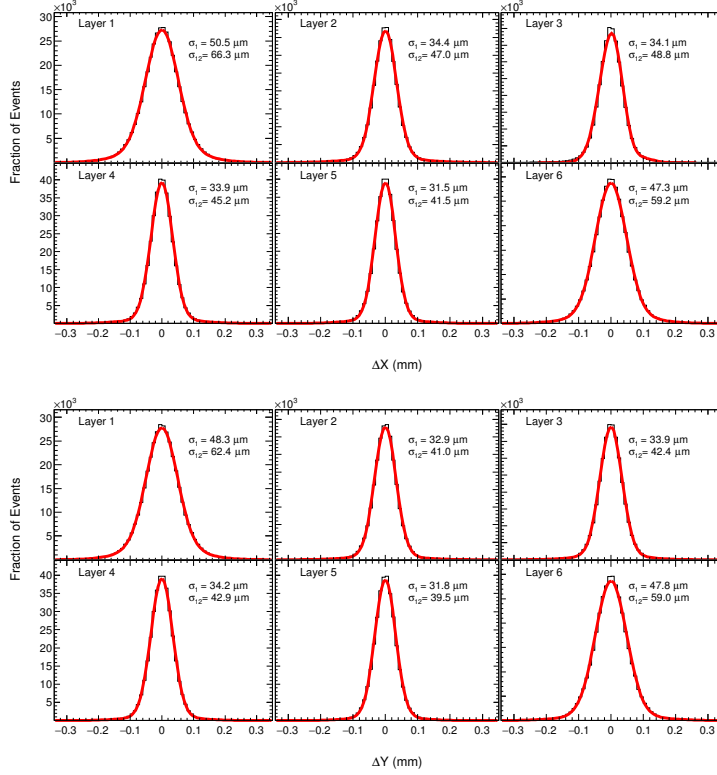 ×10³ ×10³ ×10³
Layer 1 Layer 2 Layer 3
σ₁ = 50.5 μm σ₁ = 34.4 μm σ₁ = 34.1 μm
σ₁₂= 66.3 μm σ₁₂= 47.0 μm σ₁₂= 48.8 μm
30
25
20
15
10
5
Fraction of Events
Layer 4 Layer 5 Layer 6
σ₁ = 33.9 μm σ₁ = 31.5 μm σ₁ = 47.3 μm
σ₁₂= 45.2 μm σ₁₂= 41.5 μm σ₁₂= 59.2 μm
40
35
30
25
20
15
10
5
−0.3 −0.2 −0.1 0 0.1 0.2 0.3 −0.3 −0.2 −0.1 0 0.1 0.2 0.3 −0.3 −0.2 −0.1 0 0.1 0.2 0.3
ΔX (mm)
×10³ ×10³ ×10³
Layer 1 Layer 2 Layer 3
σ₁ = 48.3 μm σ₁ = 32.9 μm σ₁ = 33.9 μm
σ₁₂= 62.4 μm σ₁₂= 41.0 μm σ₁₂= 42.4 μm
30
25
20
15
10
5
Fraction of Events
Layer 4 Layer 5 Layer 6
σ₁ = 34.2 μm σ₁ = 31.8 μm σ₁ = 47.8 μm
σ₁₂= 42.9 μm σ₁₂= 39.5 μm σ₁₂= 59.0 μm
40
35
30
25
20
15
10
5
−0.3 −0.2 −0.1 0 0.1 0.2 0.3 −0.3 −0.2 −0.1 0 0.1 0.2 0.3 −0.3 −0.2 −0.1 0 0.1 0.2 0.3
ΔY (mm)